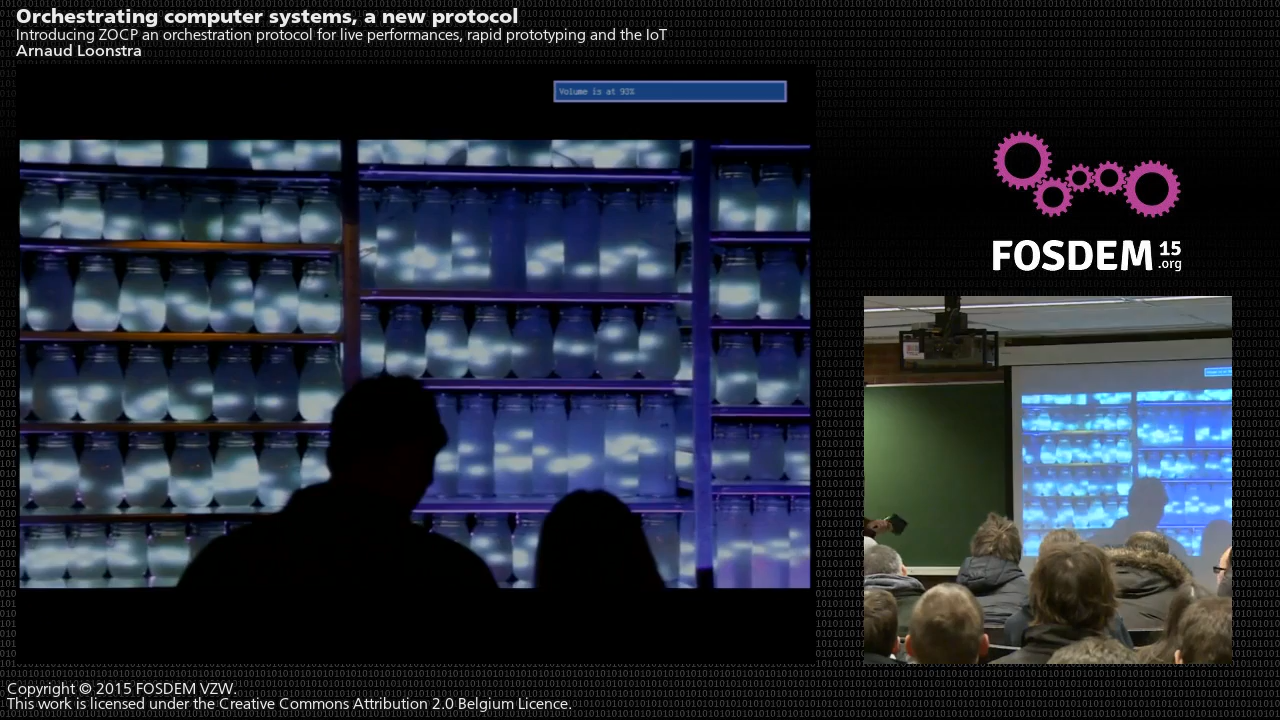 Orchestrating computer systems, a new protocol
Introducing ZOCP an orchestration protocol for live performances, rapid prototyping and the IoT
Arnaud Loonstra
Volume is at 93%
FOSDEM 15
.org
Copyright © 2015 FOSDEM VZW.
This work is licensed under the Creative Commons Attribution 2.0 Belgium Licence.